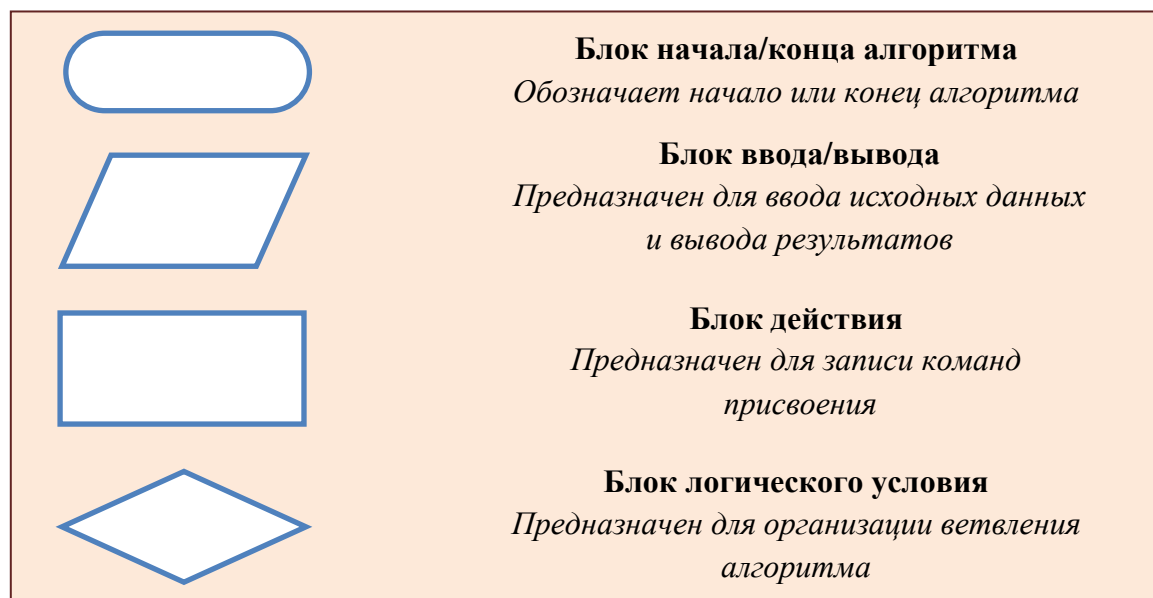 Блок начала/конца алгоритма
Обозначает начало или конец алгоритма
Блок ввода/вывода
Предназначен для ввода исходных данных
и вывода результатов
Блок действия
Предназначен для записи команд
присвоения
Блок логического условия
Предназначен для организации ветвления
алгоритма